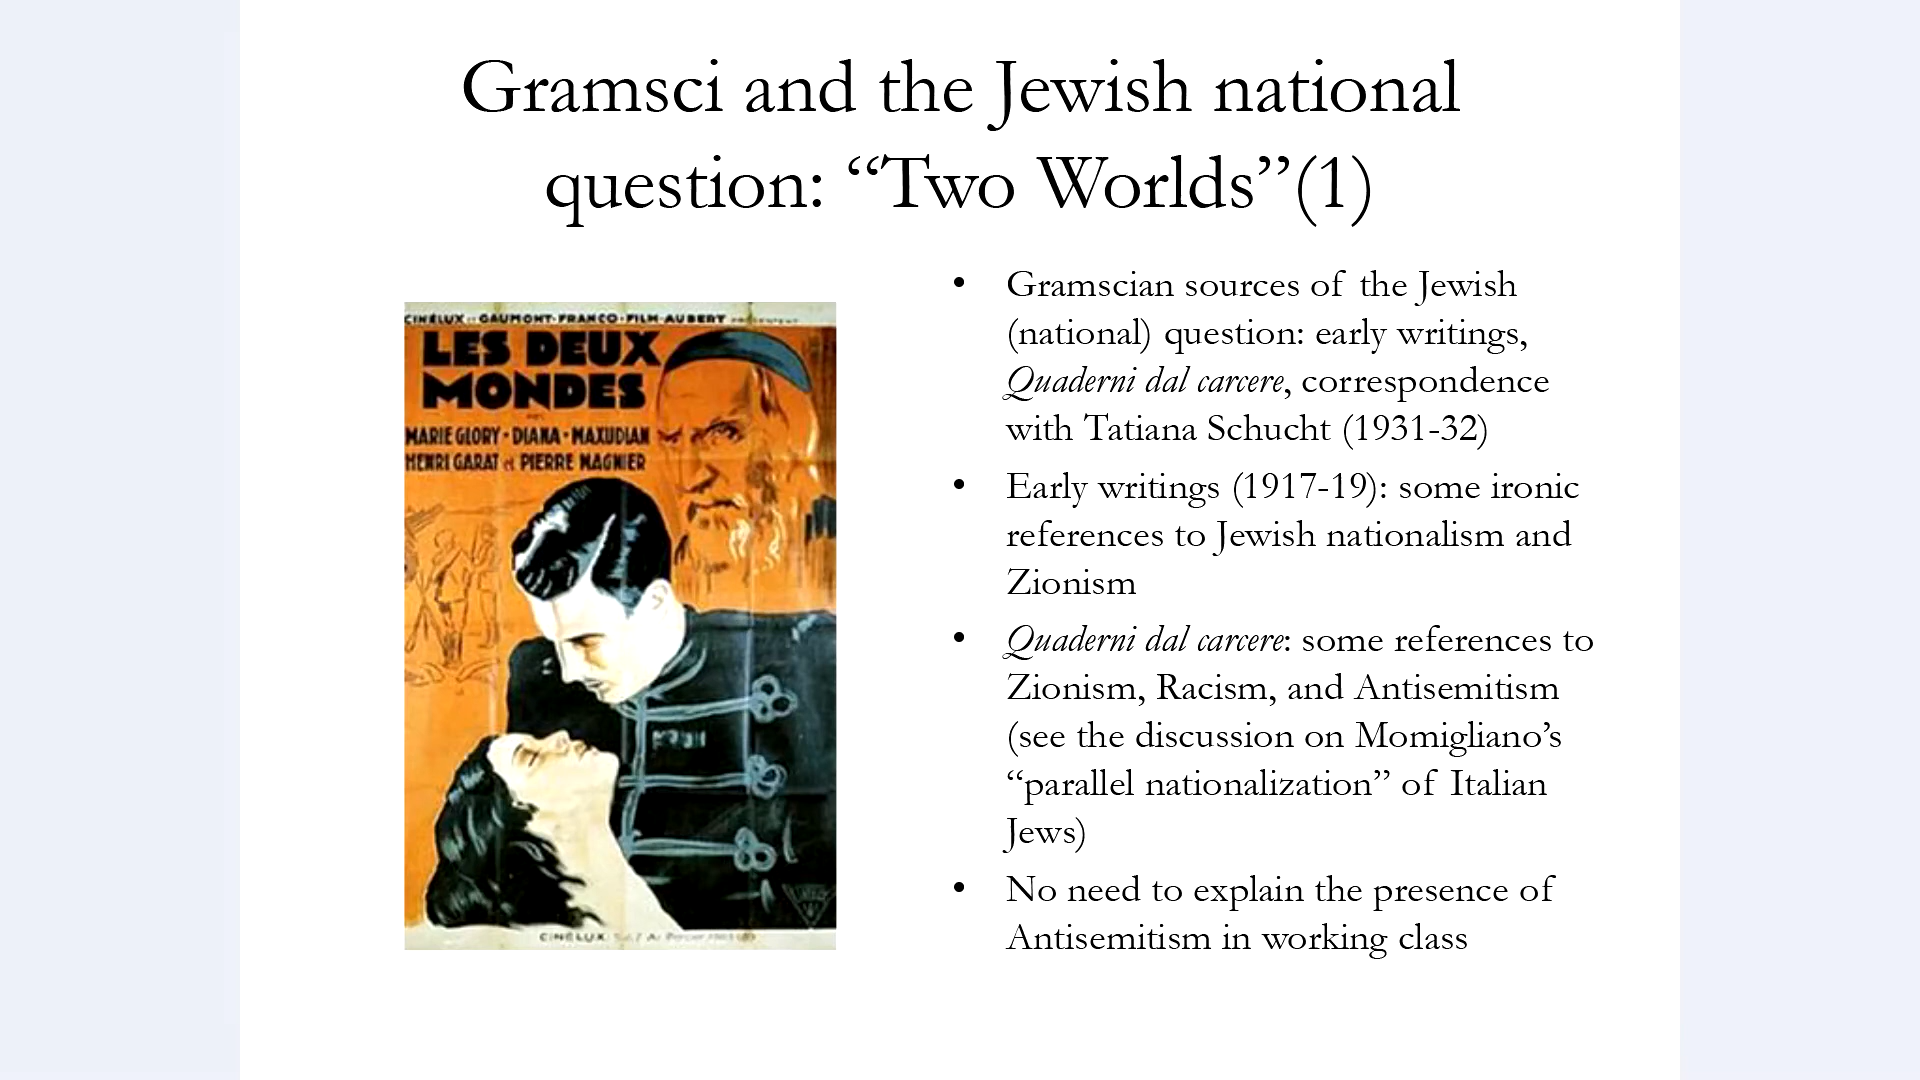 Gramsci and the Jewish national
question: “Two Worlds”(1)
CINÉLUX GAUMONT-FRANCO-FILM-AUBERT
LES DEUX
MONDES
MARIE GLORY · DIANA · MAXUDIAN
HENRI GARAT et PIERRE MAGNIER
CINÉLUX
• Gramscian sources of the Jewish
(national) question: early writings,
Quaderni dal carcere, correspondence
with Tatiana Schucht (1931-32)
• Early writings (1917-19): some ironic
references to Jewish nationalism and
Zionism
• Quaderni dal carcere: some references to
Zionism, Racism, and Antisemitism
(see the discussion on Momigliano’s
“parallel nationalization” of Italian
Jews)
• No need to explain the presence of
Antisemitism in working class